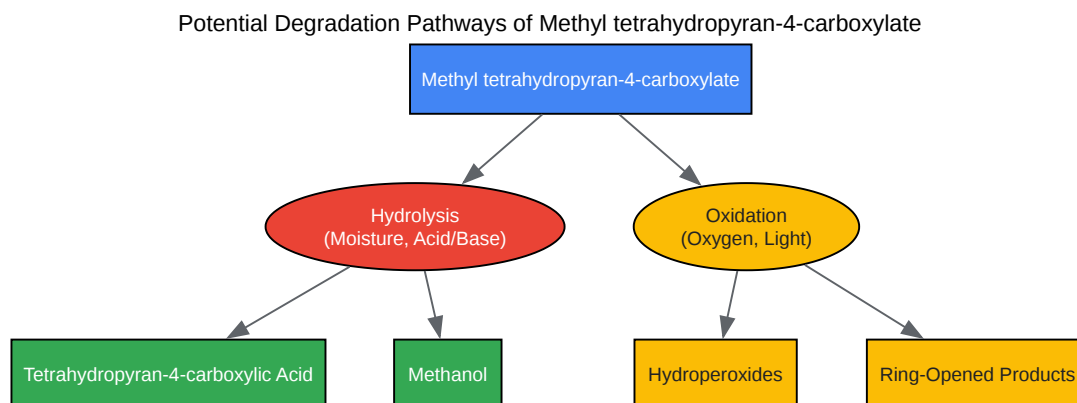 Potential Degradation Pathways of Methyl tetrahydropyran-4-carboxylate
Methyl tetrahydropyran-4-carboxylate
Hydrolysis
(Moisture, Acid/Base)
Oxidation
(Oxygen, Light)
Tetrahydropyran-4-carboxylic Acid
Methanol
Hydroperoxides
Ring-Opened Products